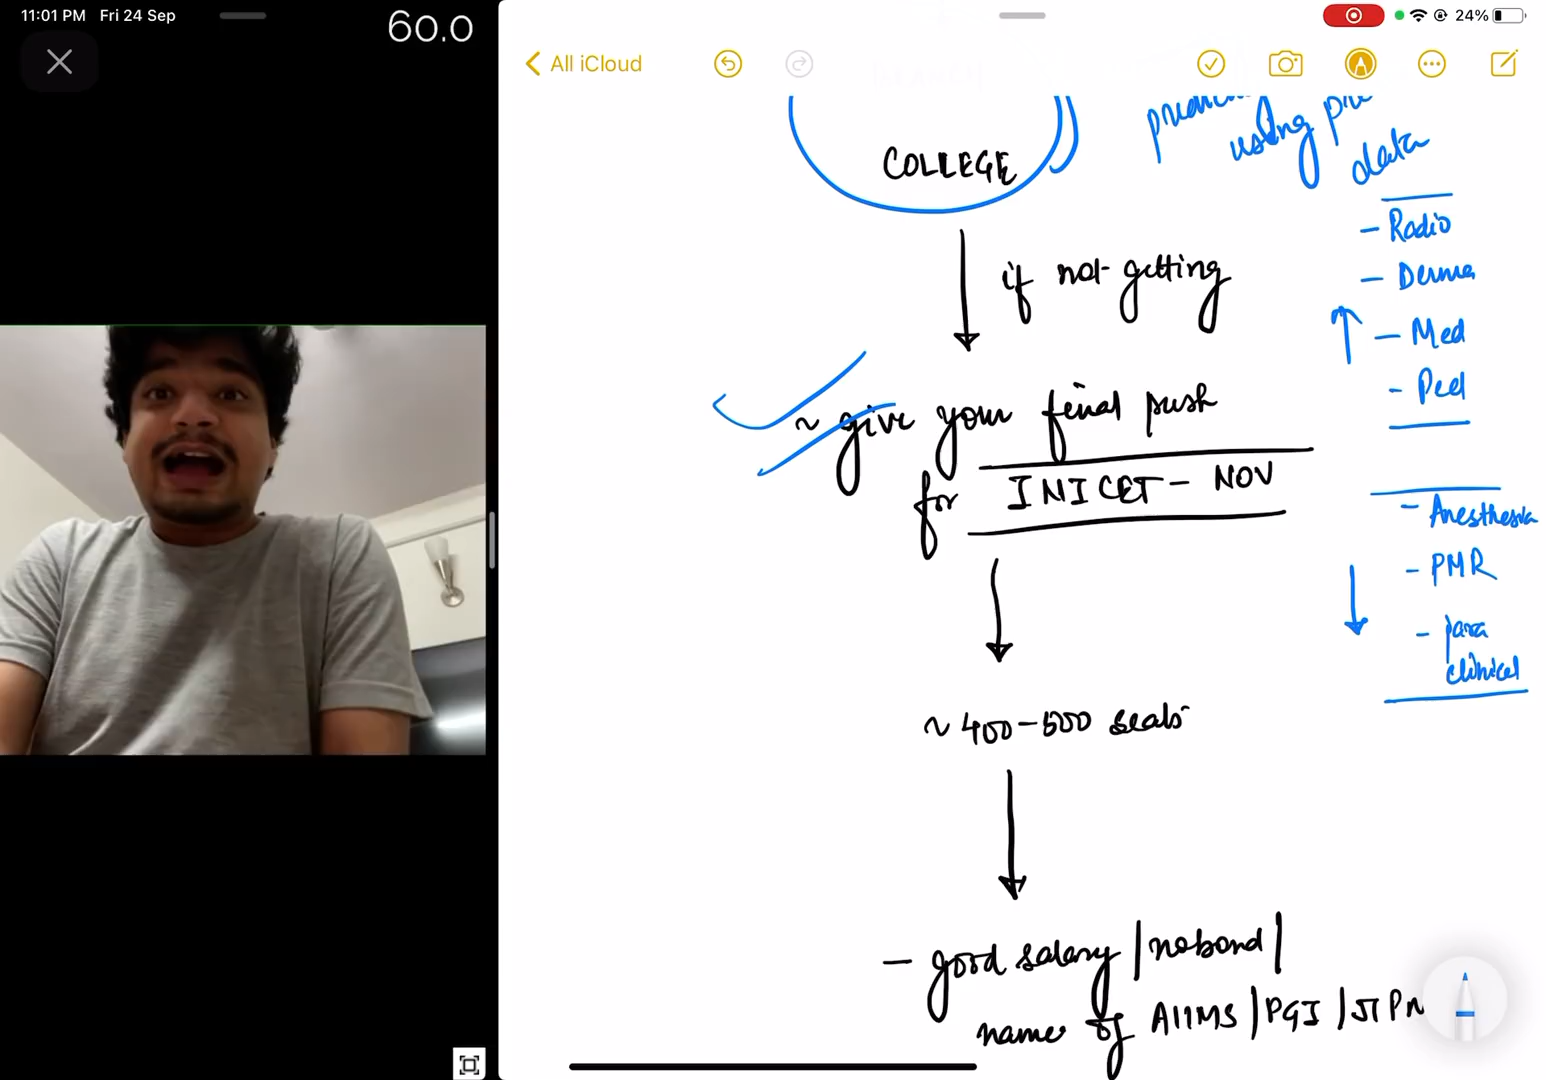 11:01 PM Fri 24 Sep
60.0
24%
All iCloud
using
data
COLLEGE
- Radio
- Derma
- Med
- Ped
if not getting
~ give your final push
for INICET - NOV
- Anesthesia
- PMR
- para
clinical
~ 400-500 seats
- good salary | no bond |
name of AIIMS | PGI | JIPM